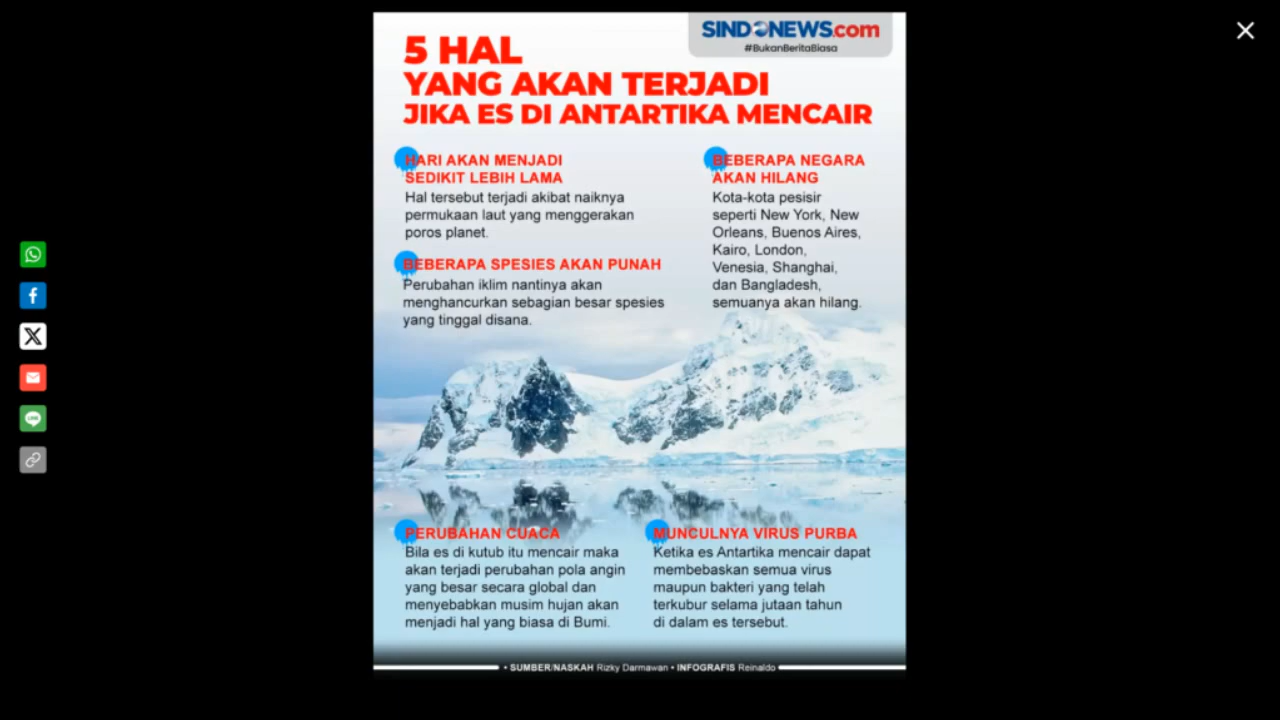 SINDONEWS.com
#BukanBeritaBiasa
5 HAL
YANG AKAN TERJADI
JIKA ES DI ANTARTIKA MENCAIR
HARI AKAN MENJADI
SEDIKIT LEBIH LAMA
Hal tersebut terjadi akibat naiknya
permukaan laut yang menggerakan
poros planet.
BEBERAPA SPESIES AKAN PUNAH
Perubahan iklim nantinya akan
menghancurkan sebagian besar spesies
yang tinggal disana.
BEBERAPA NEGARA
AKAN HILANG
Kota-kota pesisir
seperti New York, New
Orleans, Buenos Aires,
Kairo, London,
Venesia, Shanghai,
dan Bangladesh,
semuanya akan hilang.
PERUBAHAN CUACA
Bila es di kutub itu mencair maka
akan terjadi perubahan pola angin
yang besar secara global dan
menyebabkan musim hujan akan
menjadi hal yang biasa di Bumi.
MUNCULNYA VIRUS PURBA
Ketika es Antartika mencair dapat
membebaskan semua virus
maupun bakteri yang telah
terkubur selama jutaan tahun
di dalam es tersebut.
• SUMBER/NASKAH Rizky Darmawan • INFOGRAFIS Reinaldo